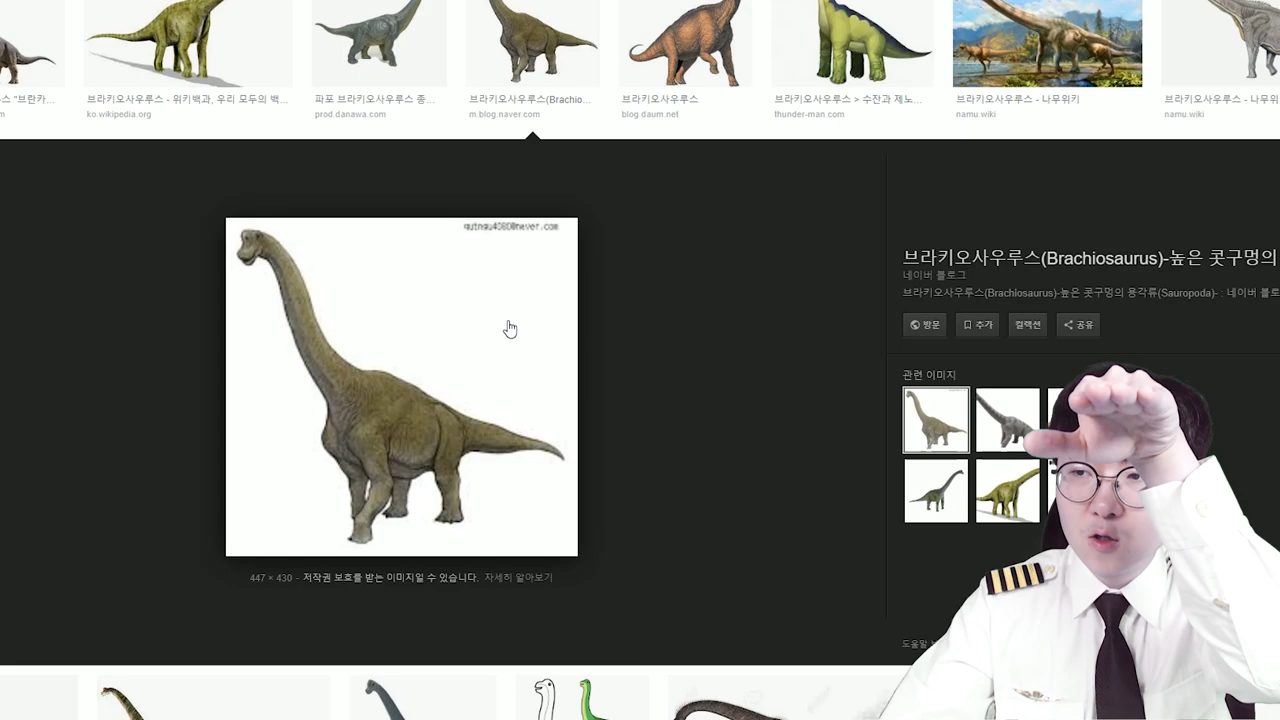 브라키오사우루스 - 위키백과, 우리 모두의 백...
ko.wikipedia.org
파포 브라키오사우루스 종...
prod.danawa.com
브라키오사우루스(Brachio...
m.blog.naver.com
브라키오사우루스
blog.daum.net
브라키오사우루스 > 수잔과 제노...
thunder-man.com
브라키오사우루스 - 나무위키
namu.wiki
브라키오사우루스 - 나무위
namu.wiki
브라키오사우루스(Brachiosaurus)-높은 콧구멍의
네이버 블로그
브라키오사우루스(Brachiosaurus)-높은 콧구멍의 용각류(Sauropoda)- : 네이버 블로
방문
추가
컬렉션
공유
관련 이미지
447 × 430 - 저작권 보호를 받는 이미지일 수 있습니다. 자세히 알아보기
도움말